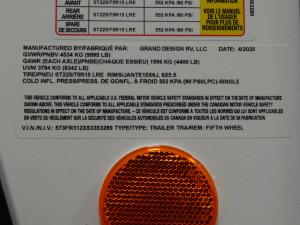 AVANT
ST225/75R15 LRE
552 KPA /80 PSI
REAR
ARRIÈRE
ST225/75R15 LRE
552 KPA /80 PSI
SPARE
DE SECOURS
ST225/75R15 LRE
552 KPA /80 PSI
VOIR LE MANUEL
DE L'USAGER
POUR PLUS DE
RENSEIGNEMENTS
MANUFACTURED BY/FABRIQUÉ PAR: GRAND DESIGN RV, LLC DATE: 4/2025
GVWR/PNBV 4534 KG (9995 LB)
GAWR (EACH AXLE)/PNBE(CHAQUE ESSIEU) 1996 KG (4400 LB)
UVW 3784 KG (8342 LB)
TIRE/PNEU ST225/75R15 LRE RIMS/JANTE15X6J, 6X5.5
COLD INFL. PRESS/PRESS. DE GONFL. À FROID 552 KPA (80 PSI/LPC)-SINGLE
THIS VEHICLE CONFORMS TO ALL APPLICABLE U.S. FEDERAL MOTOR VEHICLE SAFETY STANDARDS IN EFFECT ON THE DATE OF MANUFACTURE
SHOWN ABOVE. THIS VEHICLE CONFORMS TO ALL APPLICABLE STANDARDS PRESCRIBED UNDER THE CANADIAN MOTOR VEHICLE SAFETY
REGULATIONS IN EFFECT ON THE DATE OF MANUFACTURE. / CE VÉHICULE EST CONFORME À TOUTES LES NORMES QUI LUI SONT APPLICABLES
EN VERTU DU RÈGLEMENT SUR LA SÉCURITÉ DES VÉHICULES AUTOMOBILES DU CANADA EN VIGUEUR À LA DATE DE SA FABRICATION.
V.I.N./N.I.V.: 573FR312XS3353289 TYPE/TYPE: TRAILER TRA/REM: FIFTH WHEEL